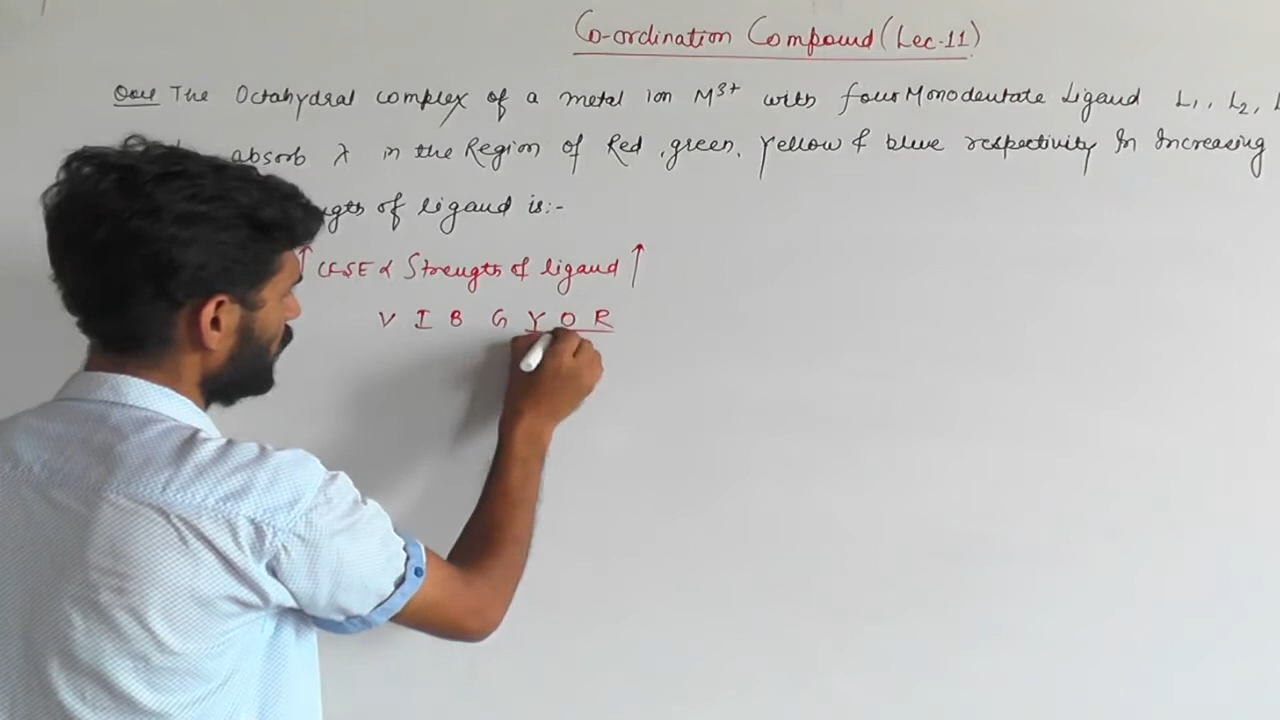 Co-ordination Compound (Lec-11)
Que The Octahydral complex of a metal ion M³⁺ with four Monodentate Ligand L₁, L₂,
absorb λ in the Region of Red, green, Yellow & blue respectivity In Increasing
of ligand is:-
↑ CFSE α Strength of ligand ↑
V I B G Y O R